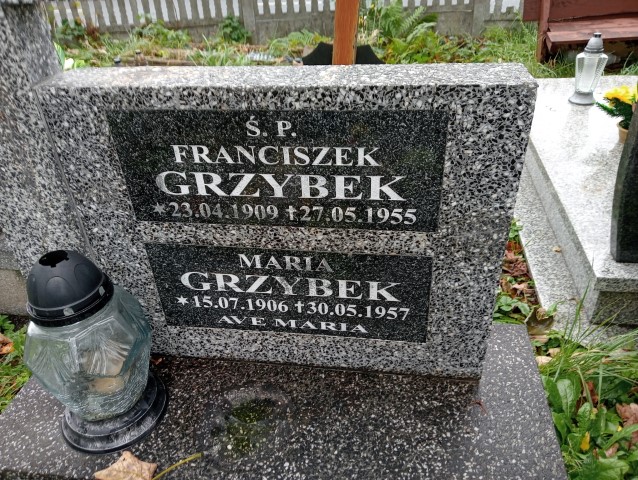 Ś. P.
FRANCISZEK
GRZYBEK
*23.04.1909 †27.05.1955
MARIA
GRZYBEK
*15.07.1906 †30.05.1957
AVE MARIA